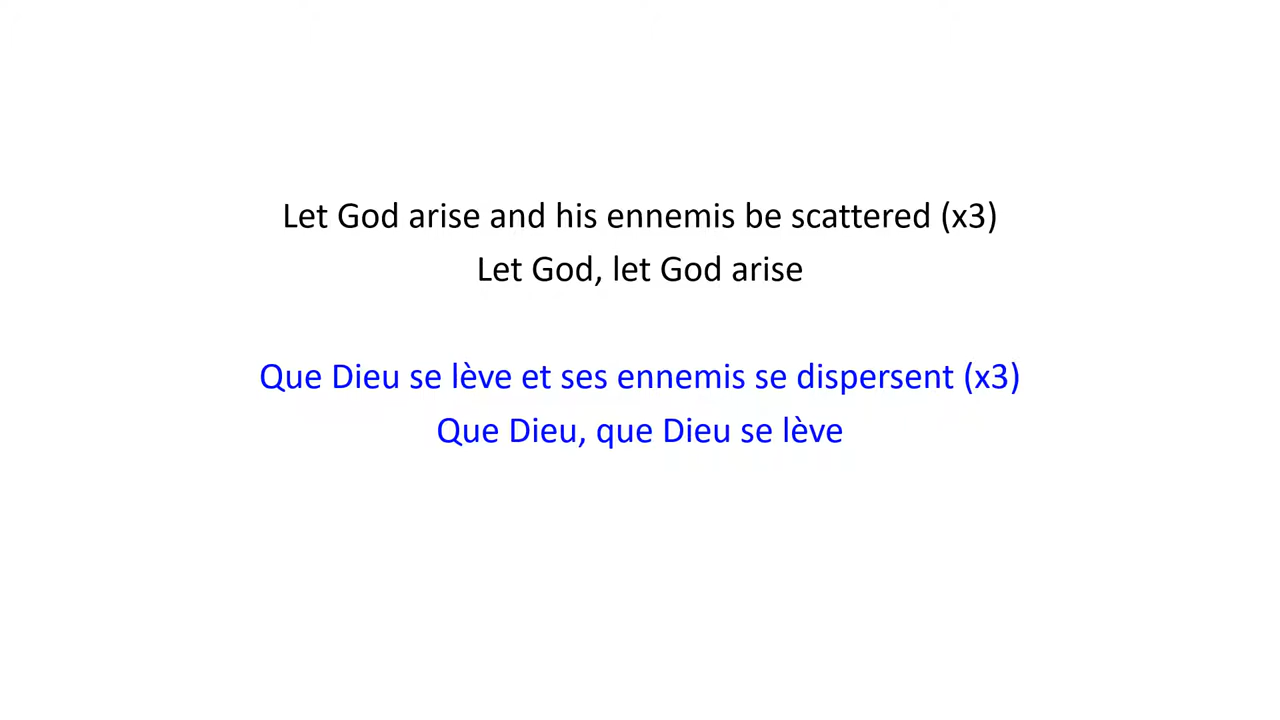 Let God arise and his ennemis be scattered (x3)
Let God, let God arise
Que Dieu se lève et ses ennemis se dispersent (x3)
Que Dieu, que Dieu se lève